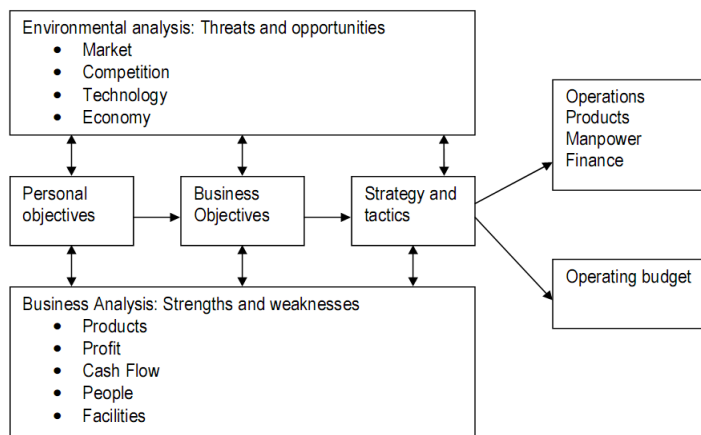 Environmental analysis: Threats and opportunities
• Market
• Competition
• Technology
• Economy
Operations
Products
Manpower
Finance
Personal
objectives
Business
Objectives
Strategy and
tactics
Operating budget
Business Analysis: Strengths and weaknesses
• Products
• Profit
• Cash Flow
• People
• Facilities